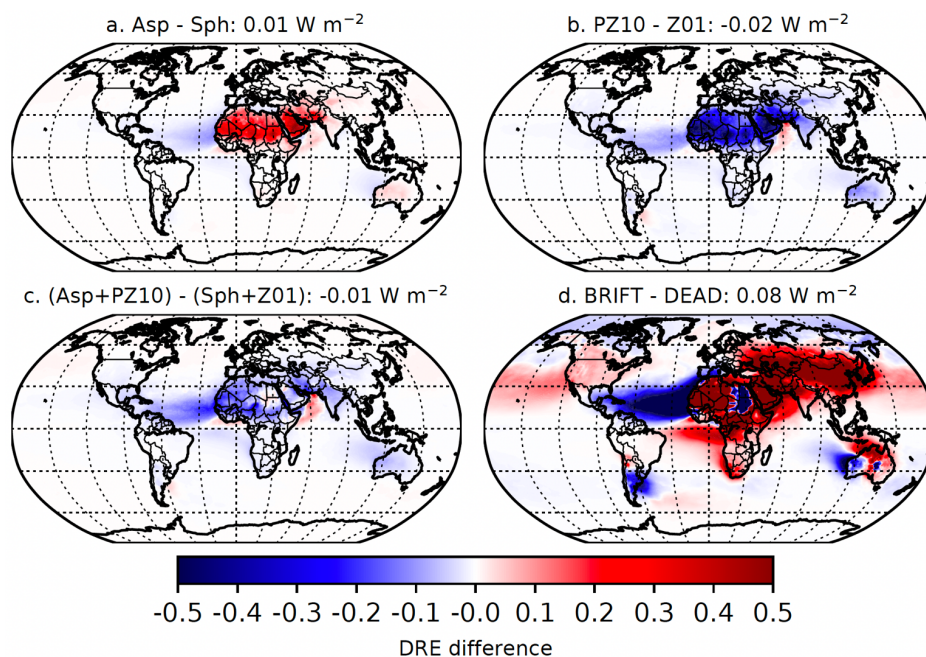 a. Asp - Sph: 0.01 W m⁻²
b. PZ10 - Z01: -0.02 W m⁻²
c. (Asp+PZ10) - (Sph+Z01): -0.01 W m⁻²
d. BRIFT - DEAD: 0.08 W m⁻²
-0.5 -0.4 -0.3 -0.2 -0.1 -0.0 0.1 0.2 0.3 0.4 0.5
DRE difference